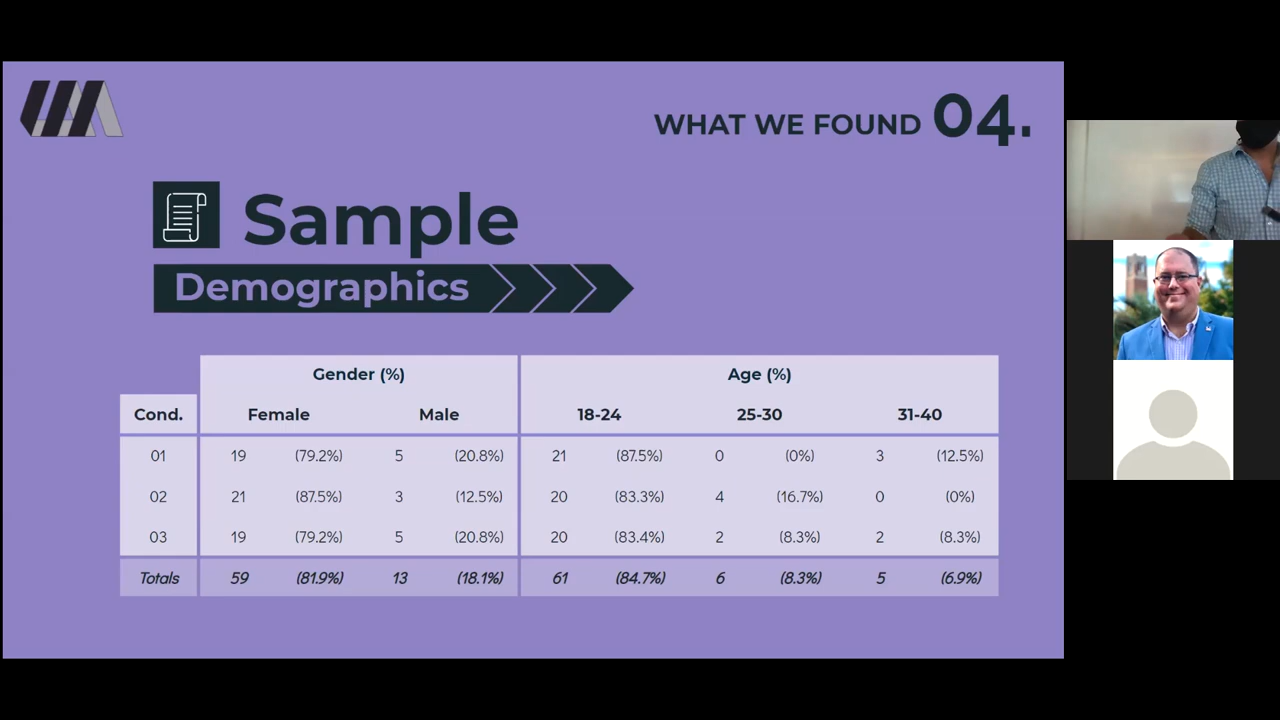 WHAT WE FOUND 04.
Sample
Demographics
Gender (%) Age (%)
Cond. Female Male 18-24 25-30 31-40
01 19 (79.2%) 5 (20.8%) 21 (87.5%) 0 (0%) 3 (12.5%)
02 21 (87.5%) 3 (12.5%) 20 (83.3%) 4 (16.7%) 0 (0%)
03 19 (79.2%) 5 (20.8%) 20 (83.4%) 2 (8.3%) 2 (8.3%)
Totals 59 (81.9%) 13 (18.1%) 61 (84.7%) 6 (8.3%) 5 (6.9%)